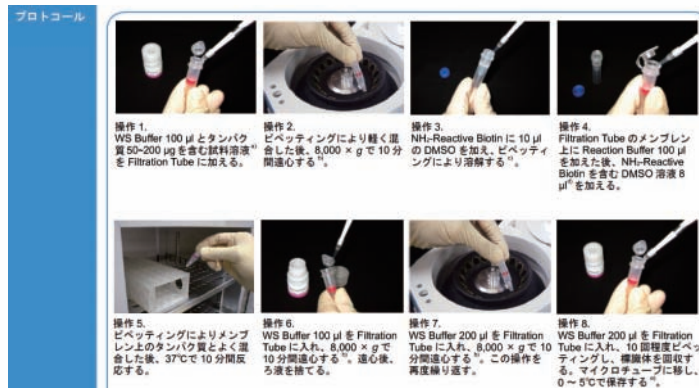 プロトコール
操作 1.
WS Buffer 100 µl とタンパク
質 50~200 µg を含む試料溶液a)
を Filtration Tube に加える。
操作 2.
ピペッティングにより軽く混
合した後、8,000 × g で 10 分
間遠心するb)。
操作 3.
NH₂-Reactive Biotin に 10 µl
の DMSO を加え、ピペッティ
ングにより溶解するc)。
操作 4.
Filtration Tube のメンブレン
上に Reaction Buffer 100 µl
を加えた後、NH₂-Reactive
Biotin を含む DMSO 溶液 8
µld) を加える。
操作 5.
ピペッティングによりメンブ
レン上のタンパク質とよく混
合した後、37℃で 10 分間反
応する。
操作 6.
WS Buffer 100 µl を Filtration
Tube に入れ、8,000 × g で
10 分間遠心するb)。遠心後、
ろ液を捨てる。
操作 7.
WS Buffer 200 µl を Filtration
Tube に入れ、8,000 × g で 10
分間遠心するb)。この操作を
再度繰り返す。
操作 8.
WS Buffer 200 µl を Filtration
Tube に入れ、10 回程度ピペッ
ティングし、標識体を回収す
る。マイクロチューブに移し、
0 ~ 5℃で保存するe)。